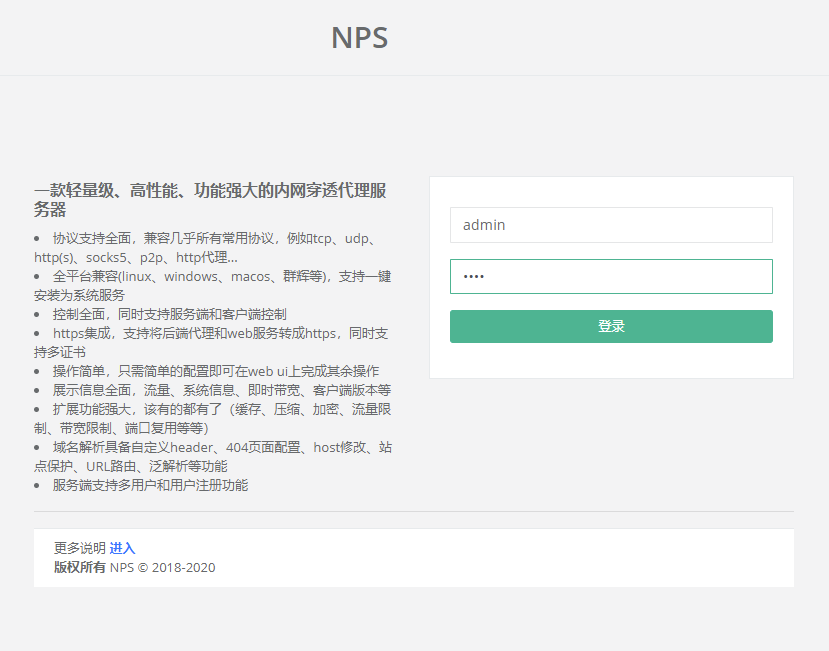 NPS
一款轻量级、高性能、功能强大的内网穿透代理服
务器
• 协议支持全面，兼容几乎所有常用协议，例如tcp、udp、
http(s)、socks5、p2p、http代理...
• 全平台兼容(linux、windows、macos、群辉等)，支持一键
安装为系统服务
• 控制全面，同时支持服务端和客户端控制
• https集成，支持将后端代理和web服务转成https，同时支
持多证书
• 操作简单，只需简单的配置即可在web ui上完成其余操作
• 展示信息全面，流量、系统信息、即时带宽、客户端版本等
• 扩展功能强大，该有的都有了（缓存、压缩、加密、流量限
制、带宽限制、端口复用等等）
• 域名解析具备自定义header、404页面配置、host修改、站
点保护、URL路由、泛解析等功能
• 服务端支持多用户和用户注册功能
admin
••••
登录
更多说明 进入
版权所有 NPS © 2018-2020